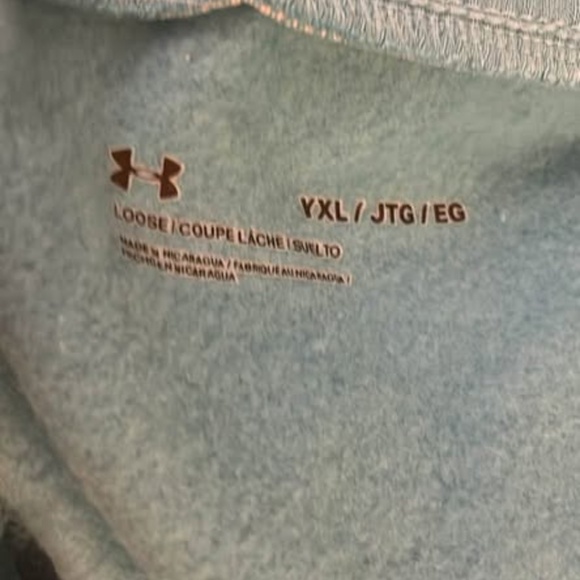 YXL / JTG / EG
LOOSE / COUPE LÂCHE / SUELTO
MADE IN NICARAGUA / FABRIQUÉ AU NICARAGUA /
HECHO EN NICARAGUA